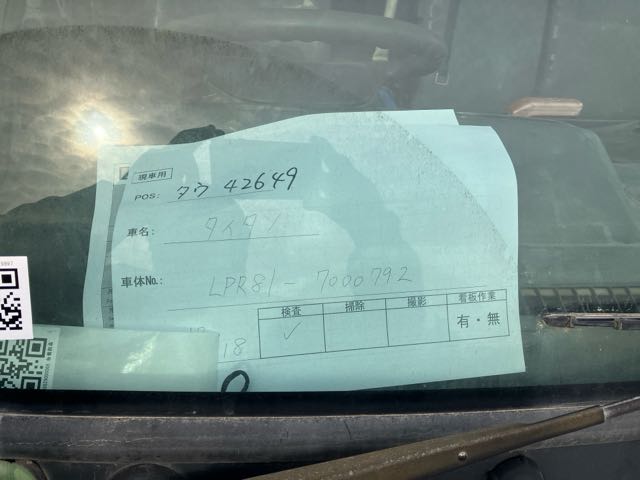 現車用
POS: タウ 42649
車名: タイタン
車体No.: LPR81-7000792
検査 掃除 撮影 看板作業
✓ 有・無
18